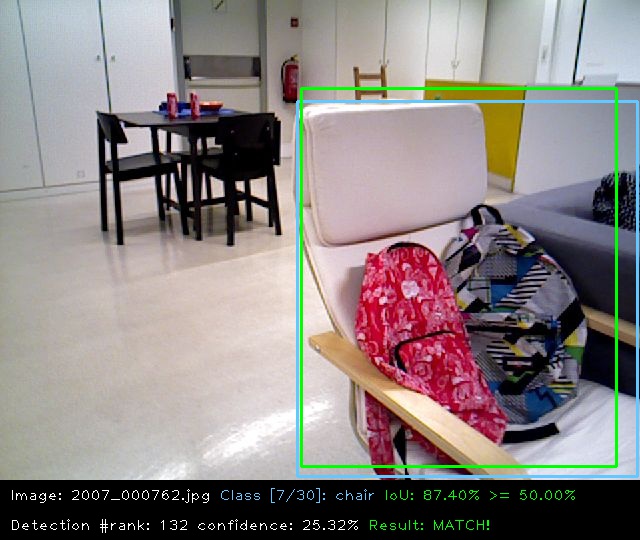 Image: 2007_000762.jpg Class [7/30]: chair IoU: 87.40% >= 50.00%
Detection #rank: 132 confidence: 25.32% Result: MATCH!